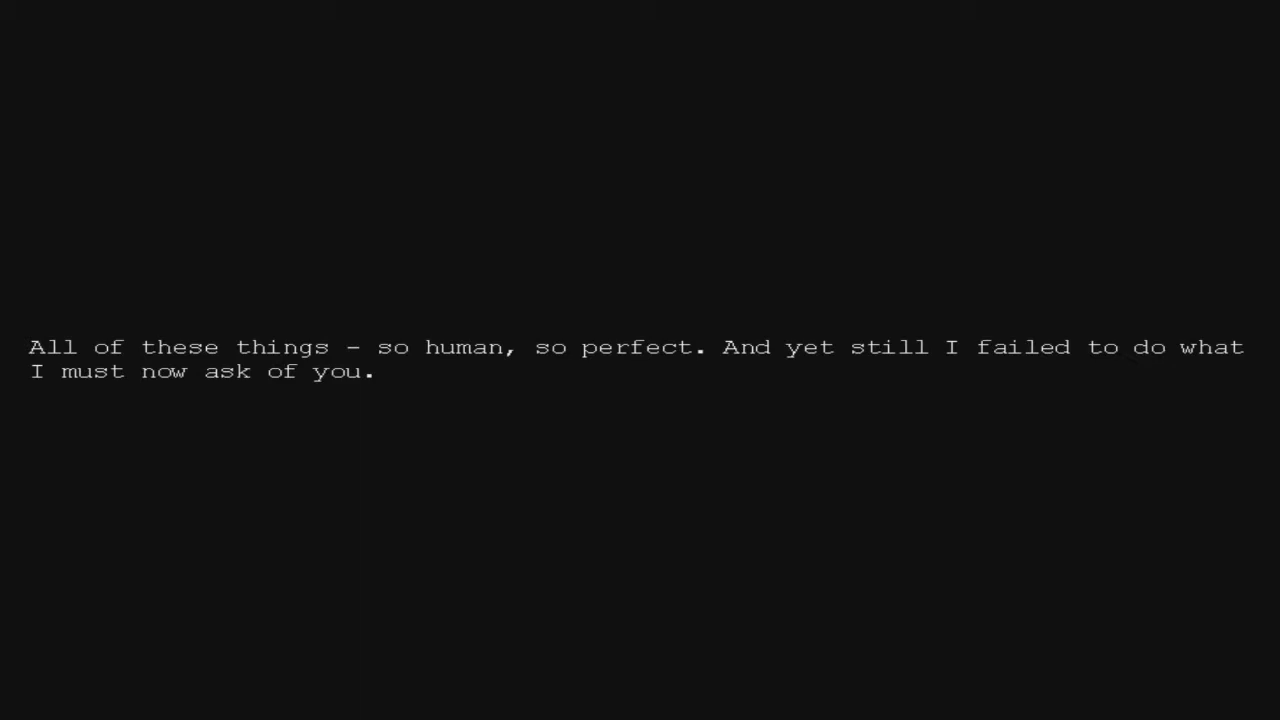 All of these things - so human, so perfect. And yet still I failed to do what
I must now ask of you.